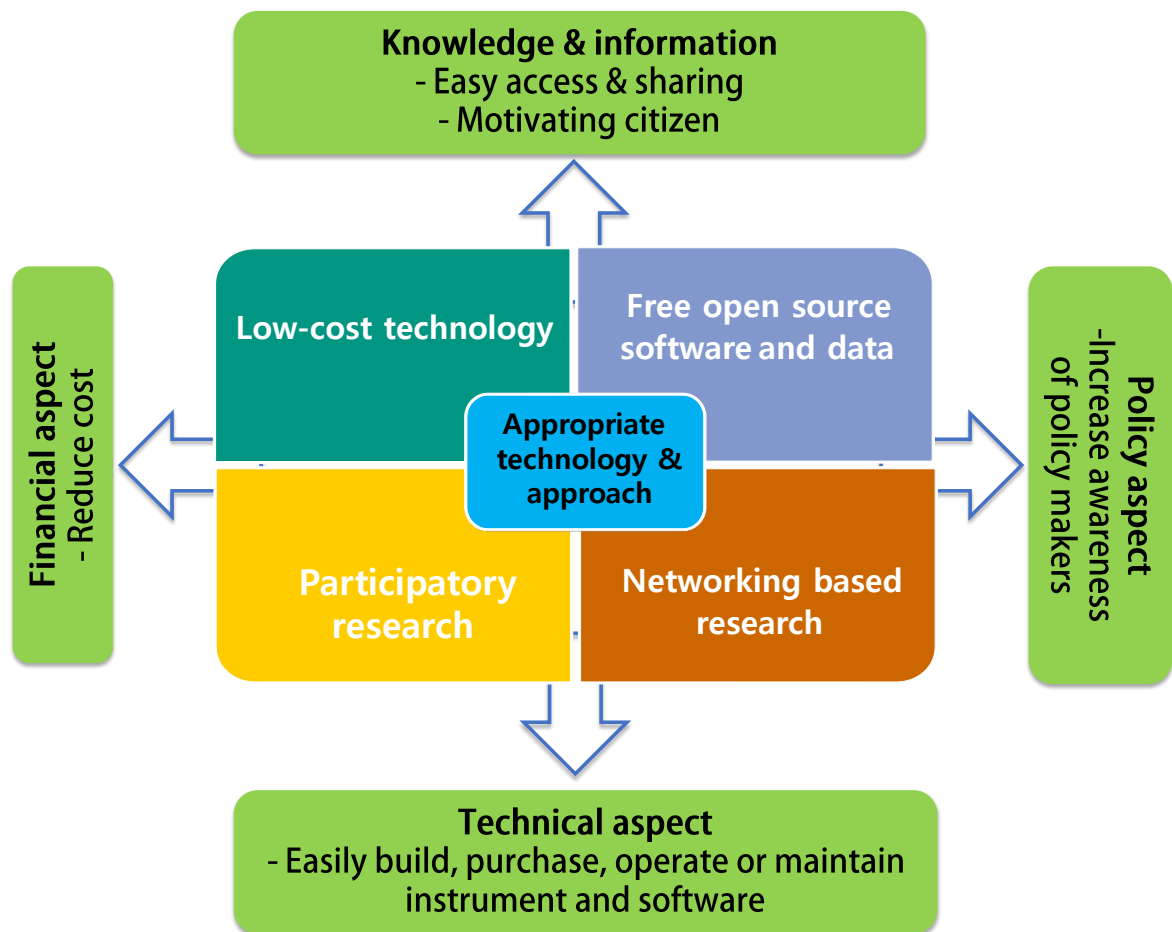 Knowledge & information
- Easy access & sharing
- Motivating citizen
Low-cost technology
Free open source
software and data
Financial aspect
- Reduce cost
Appropriate
technology &
approach
Policy aspect
-Increase awareness
of policy makers
Participatory
research
Networking based
research
Technical aspect
- Easily build, purchase, operate or maintain
instrument and software